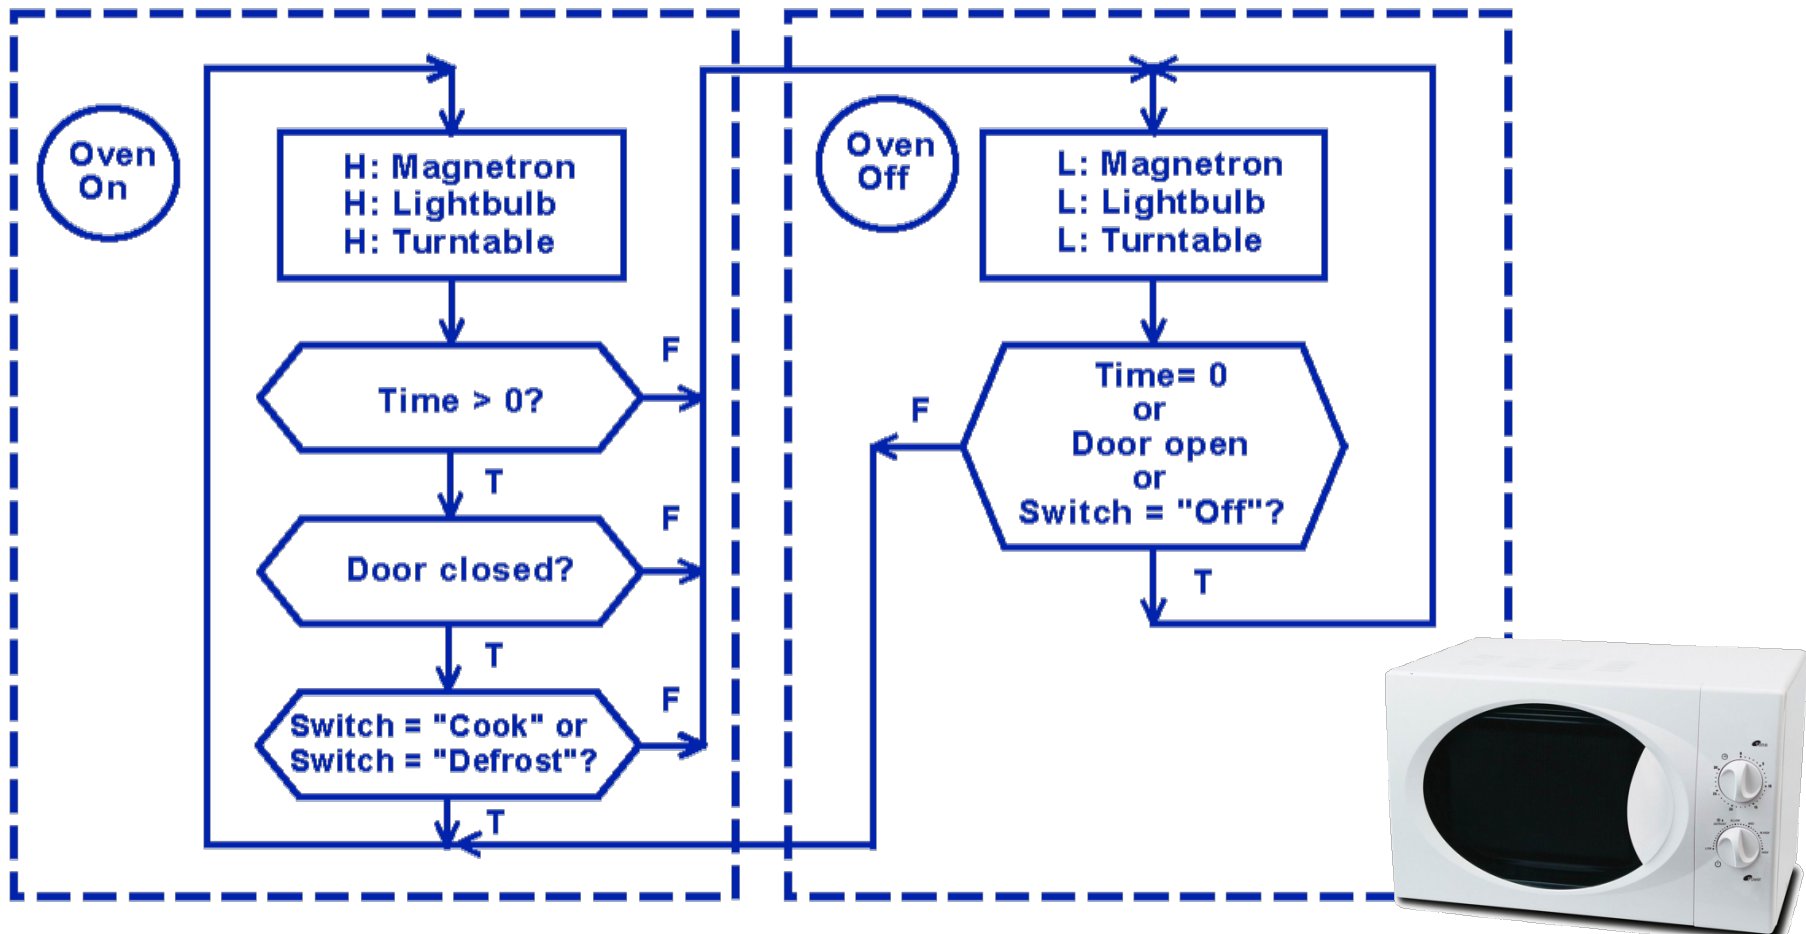 Oven
On
H: Magnetron
H: Lightbulb
H: Turntable
Time > 0?
F
T
Door closed?
F
T
Switch = "Cook" or
Switch = "Defrost"?
F
T
Oven
Off
L: Magnetron
L: Lightbulb
L: Turntable
Time= 0
or
Door open
or
Switch = "Off"?
F
T